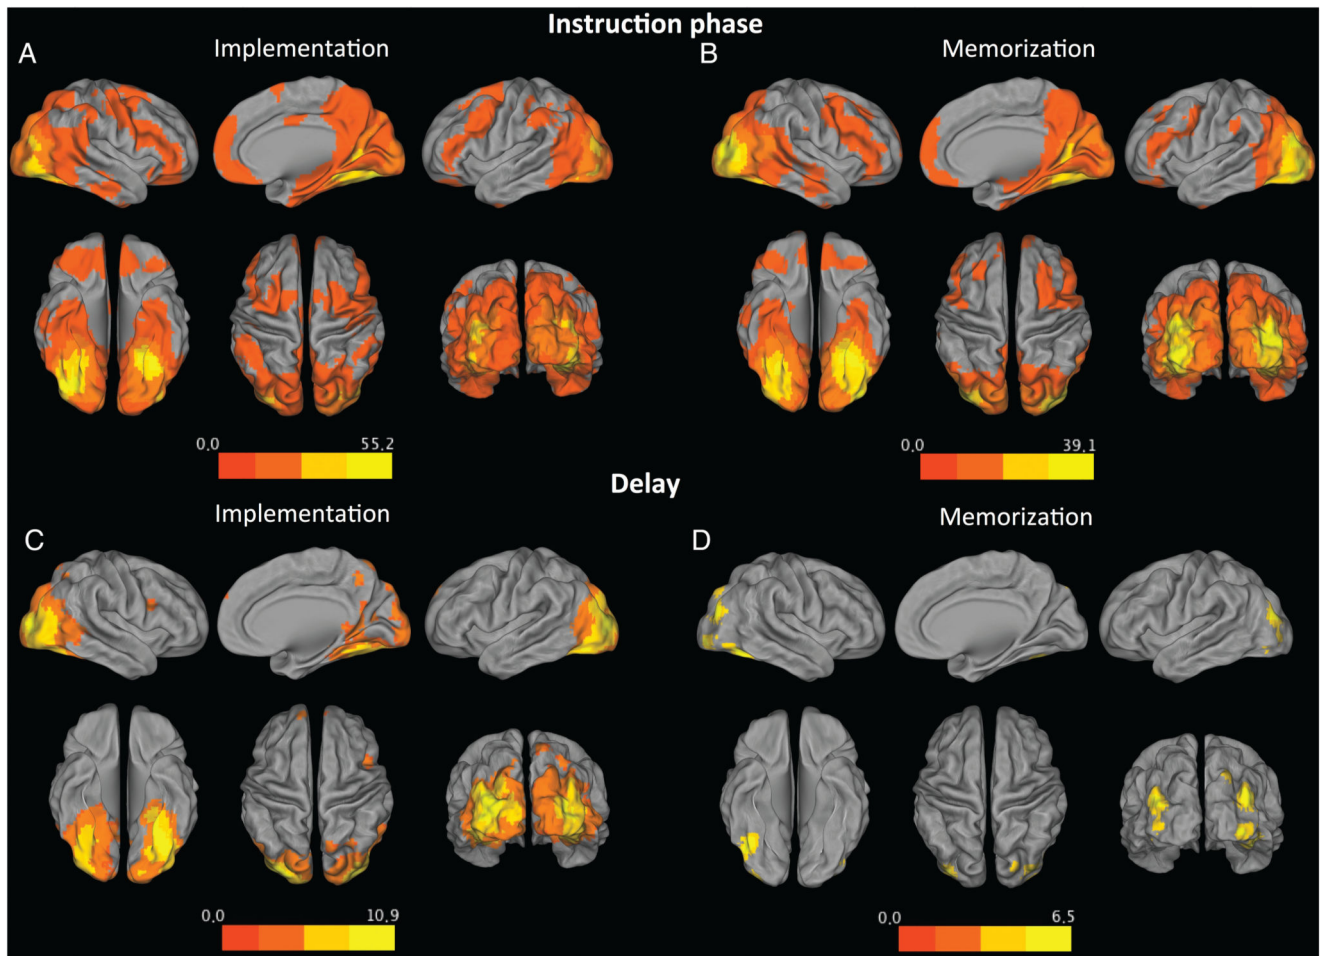 Instruction phase
A
Implementation
B
Memorization
0.0 55.2
0.0 39.1
Delay
C
Implementation
D
Memorization
0.0 10.9
0.0 6.5